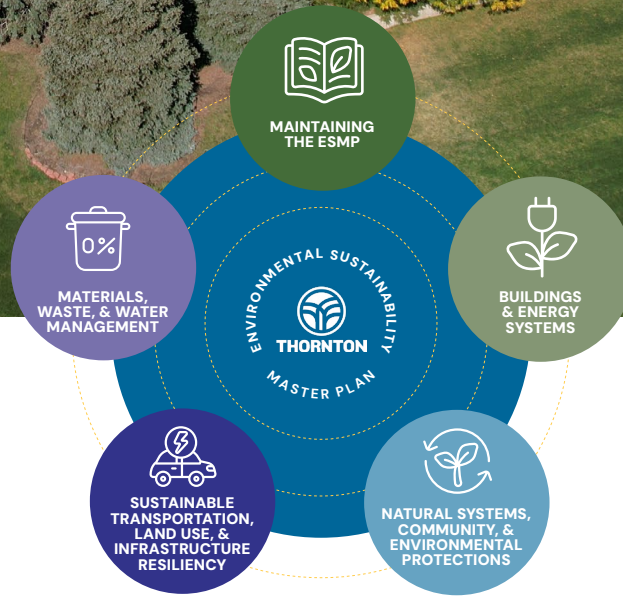 MAINTAINING
THE ESMP
0%
MATERIALS,
WASTE, & WATER
MANAGEMENT
ENVIRONMENTAL SUSTAINABILITY
THORNTON
MASTER PLAN
BUILDINGS
& ENERGY
SYSTEMS
SUSTAINABLE
TRANSPORTATION,
LAND USE, &
INFRASTRUCTURE
RESILIENCY
NATURAL SYSTEMS,
COMMUNITY, &
ENVIRONMENTAL
PROTECTIONS